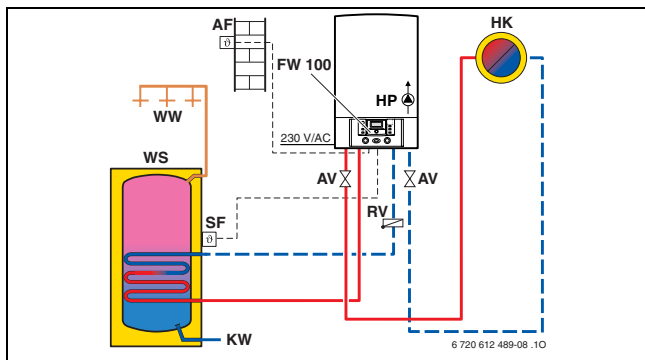 AF
HK
FW 100
ϑ
HP
WW
230 V/AC
WS
AV
AV
SF
RV
ϑ
KW
6 720 612 489-08 .1O